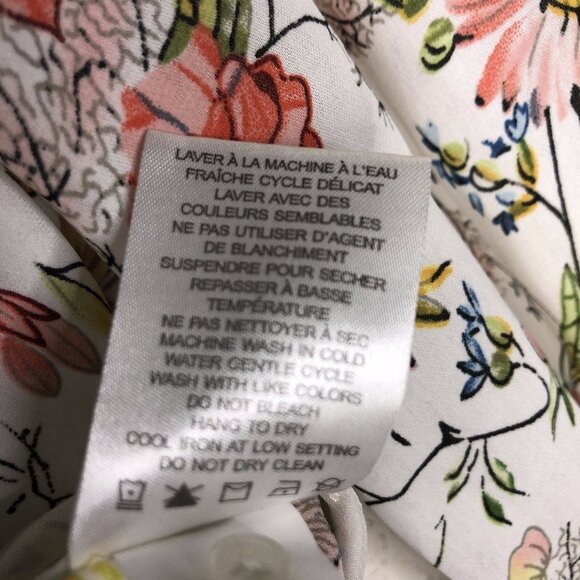 LAVER À LA MACHINE À L'EAU
FRAÎCHE CYCLE DÉLICAT
LAVER AVEC DES
COULEURS SEMBLABLES
NE PAS UTILISER D'AGENT
DE BLANCHIMENT
SUSPENDRE POUR SECHER
REPASSER À BASSE
TEMPÉRATURE
NE PAS NETTOYER À SEC
MACHINE WASH IN COLD
WATER GENTLE CYCLE
WASH WITH LIKE COLORS
DO NOT BLEACH
HANG TO DRY
COOL IRON AT LOW SETTING
DO NOT DRY CLEAN